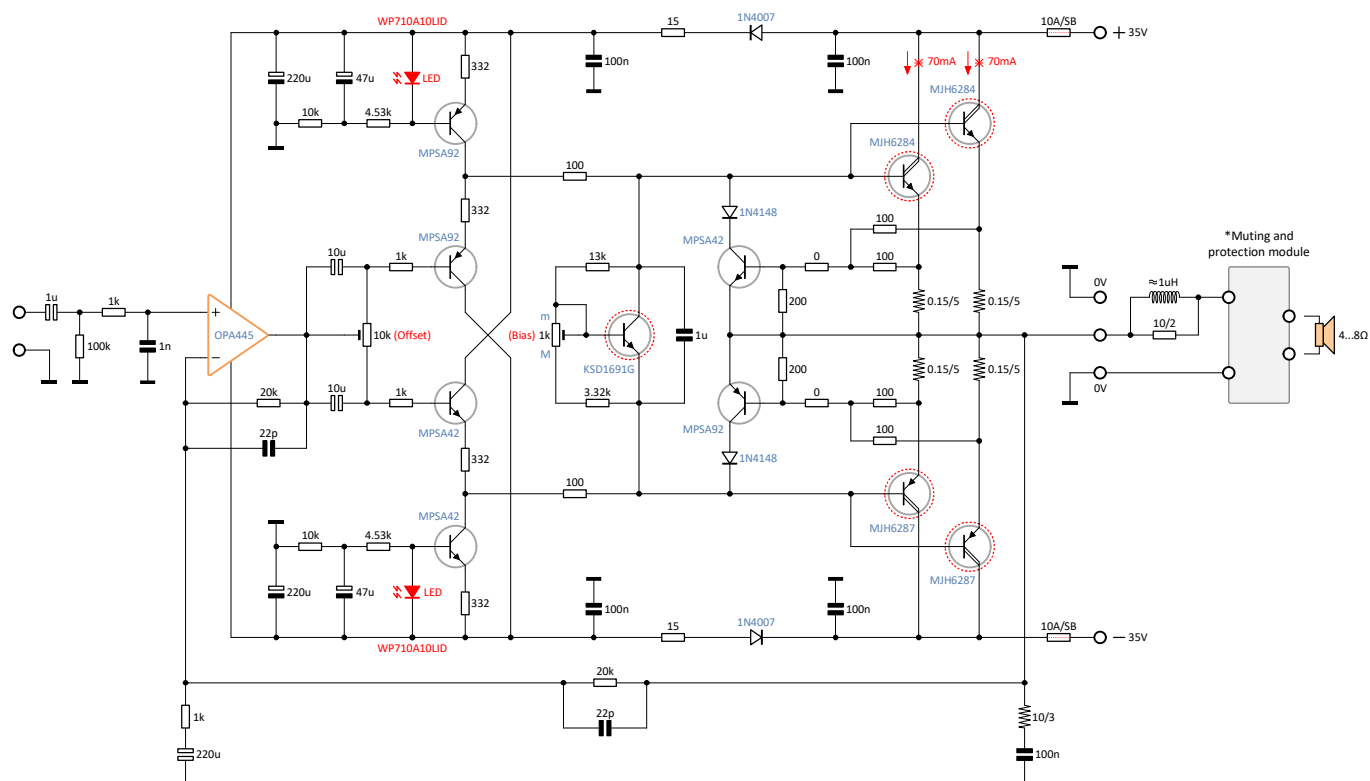 WP710A10LID
15
1N4007
10A/SB
+ 35V
220u
47u
LED
332
100n
100n
70mA
70mA
MJH6284
10k
4.53k
MPSA92
MJH6284
100
332
1N4148
MPSA92
MPSA42
100
*Muting and
protection module
10u
1k
13k
0
100
0V
≈1uH
1u
1k
m
200
0.15/5
0.15/5
+
OPA445
10k
(Offset)
(Bias)
1k
1u
10/2
4...8Ω
100k
1n
M
KSD1691G
200
0.15/5
0.15/5
0V
20k
10u
1k
3.32k
0
100
MPSA42
MPSA92
100
22p
332
1N4148
100
MPSA42
MJH6287
10k
4.53k
MJH6287
220u
47u
LED
332
100n
100n
15
1N4007
10A/SB
− 35V
WP710A10LID
20k
1k
22p
10/3
220u
100n